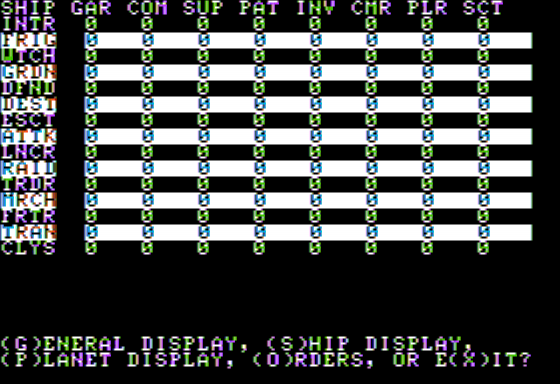 SHIP GAR COM SUP PAT INV CMR PLR SCT
INTR 0 0 0 0 0 0 0 0
FRIG 0 0 0 0 0 0 0 0
WTCH 0 0 0 0 0 0 0 0
GRDN 0 0 0 0 0 0 0 0
DFND 0 0 0 0 0 0 0 0
DEST 0 0 0 0 0 0 0 0
ESCT 0 0 0 0 0 0 0 0
ATTK 0 0 0 0 0 0 0 0
LNCR 0 0 0 0 0 0 0 0
RAID 0 0 0 0 0 0 0 0
TRDR 0 0 0 0 0 0 0 0
MRCH 0 0 0 0 0 0 0 0
FRTR 0 0 0 0 0 0 0 0
TRAN 0 0 0 0 0 0 0 0
CLYS 0 0 0 0 0 0 0 0
(G)ENERAL DISPLAY, (S)HIP DISPLAY,
(P)LANET DISPLAY, (O)RDERS, OR E(X)IT?